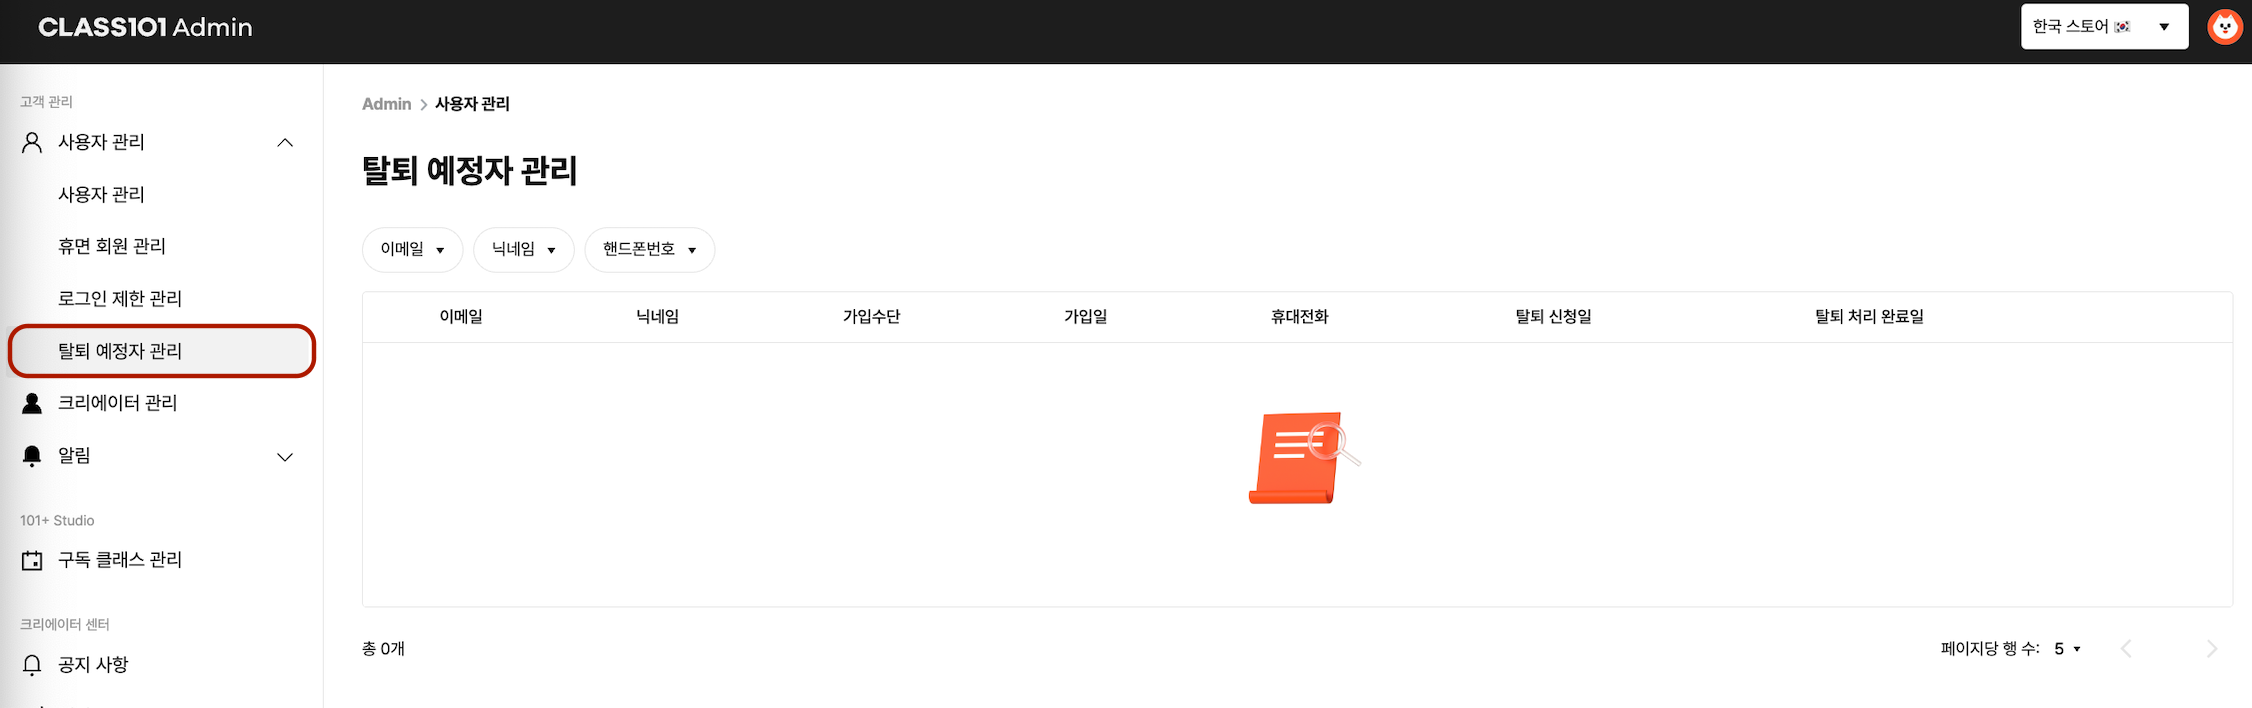 CLASS101 Admin
한국 스토어 🇰🇷 ▼
고객 관리
사용자 관리
사용자 관리
휴면 회원 관리
로그인 제한 관리
탈퇴 예정자 관리
크리에이터 관리
알림
101+ Studio
구독 클래스 관리
크리에이터 센터
공지 사항
Admin > 사용자 관리
탈퇴 예정자 관리
이메일 ▼ 닉네임 ▼ 핸드폰번호 ▼
이메일 닉네임 가입수단 가입일 휴대전화 탈퇴 신청일 탈퇴 처리 완료일
총 0개
페이지당 행 수: 5 ▼